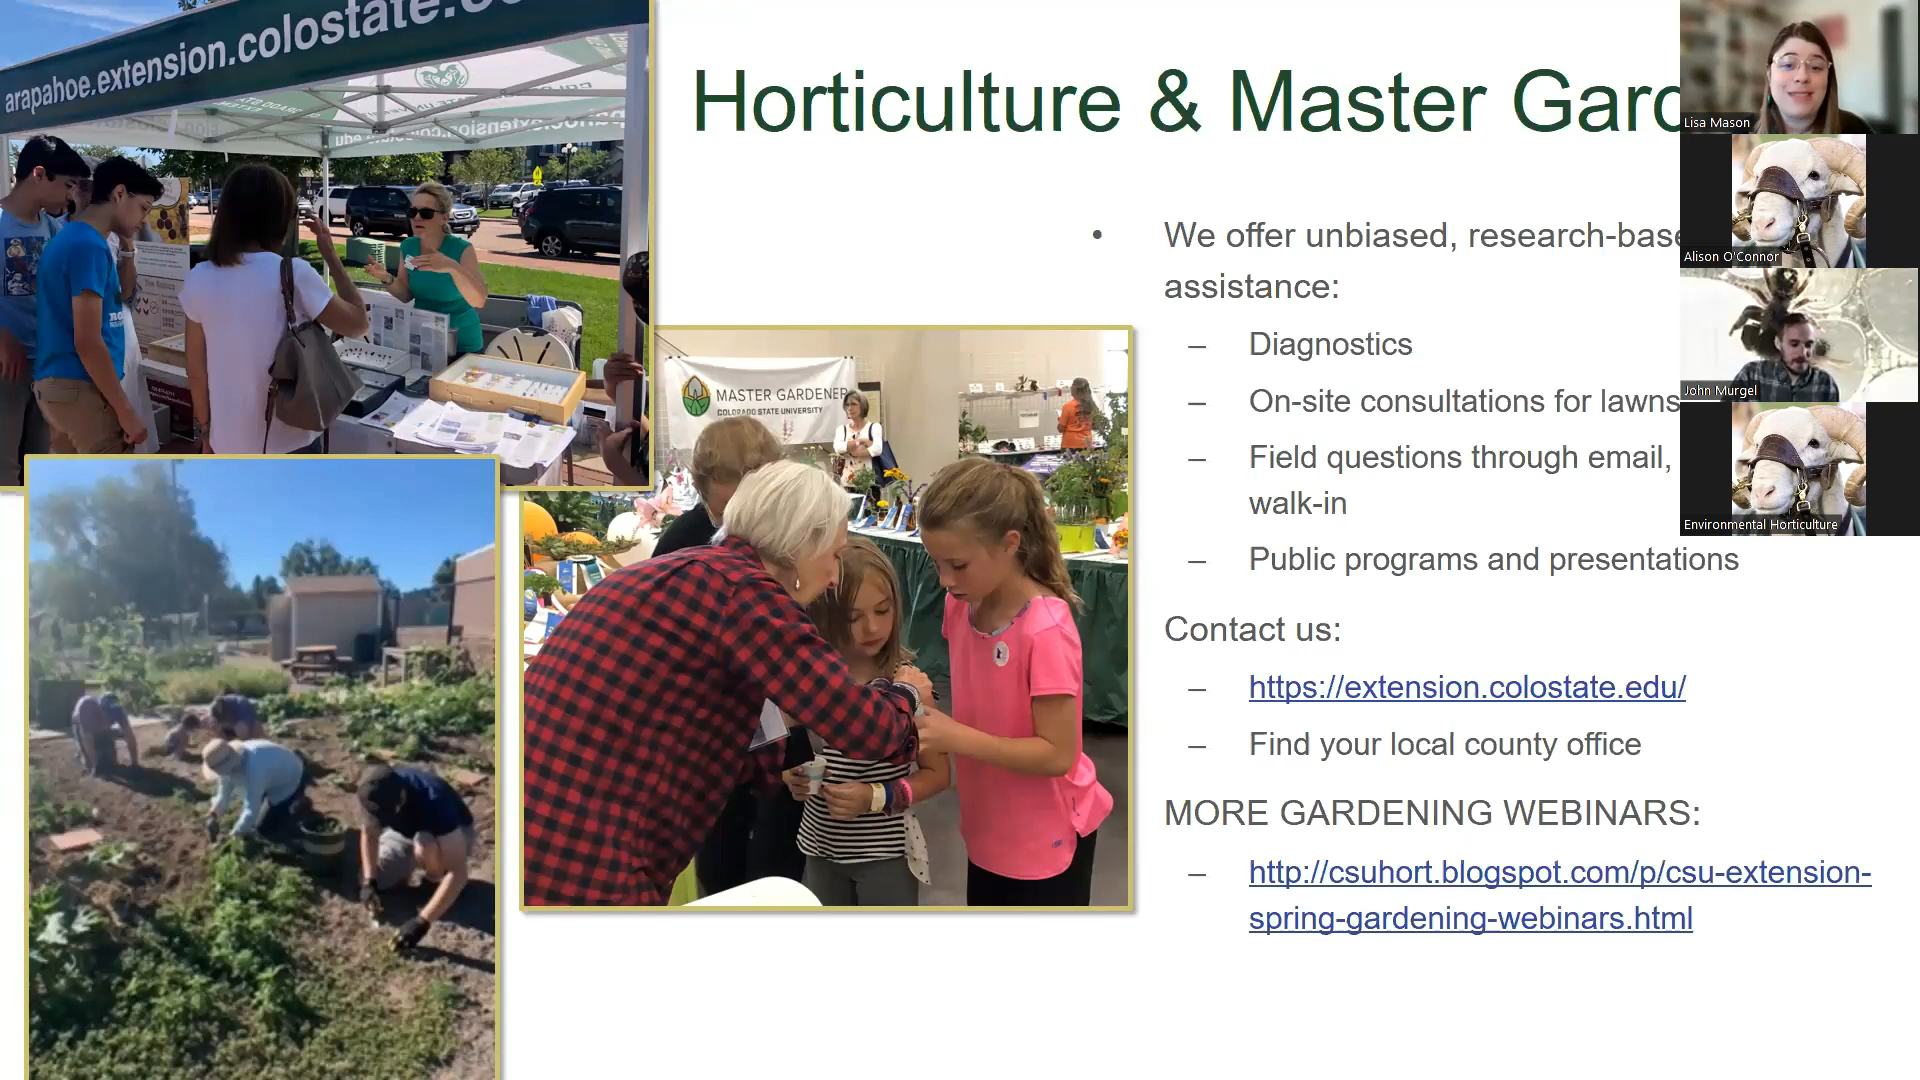 arapahoe.extension.colostate.
Horticulture & Master Gard
• We offer unbiased, research-base
assistance:
– Diagnostics
– On-site consultations for lawns
– Field questions through email,
walk-in
– Public programs and presentations
Contact us:
– https://extension.colostate.edu/
– Find your local county office
MORE GARDENING WEBINARS:
– http://csuhort.blogspot.com/p/csu-extension-
spring-gardening-webinars.html
MASTER GARDENER
COLORADO STATE UNIVERSITY
Lisa Mason
Alison O'Connor
John Murgel
Environmental Horticulture